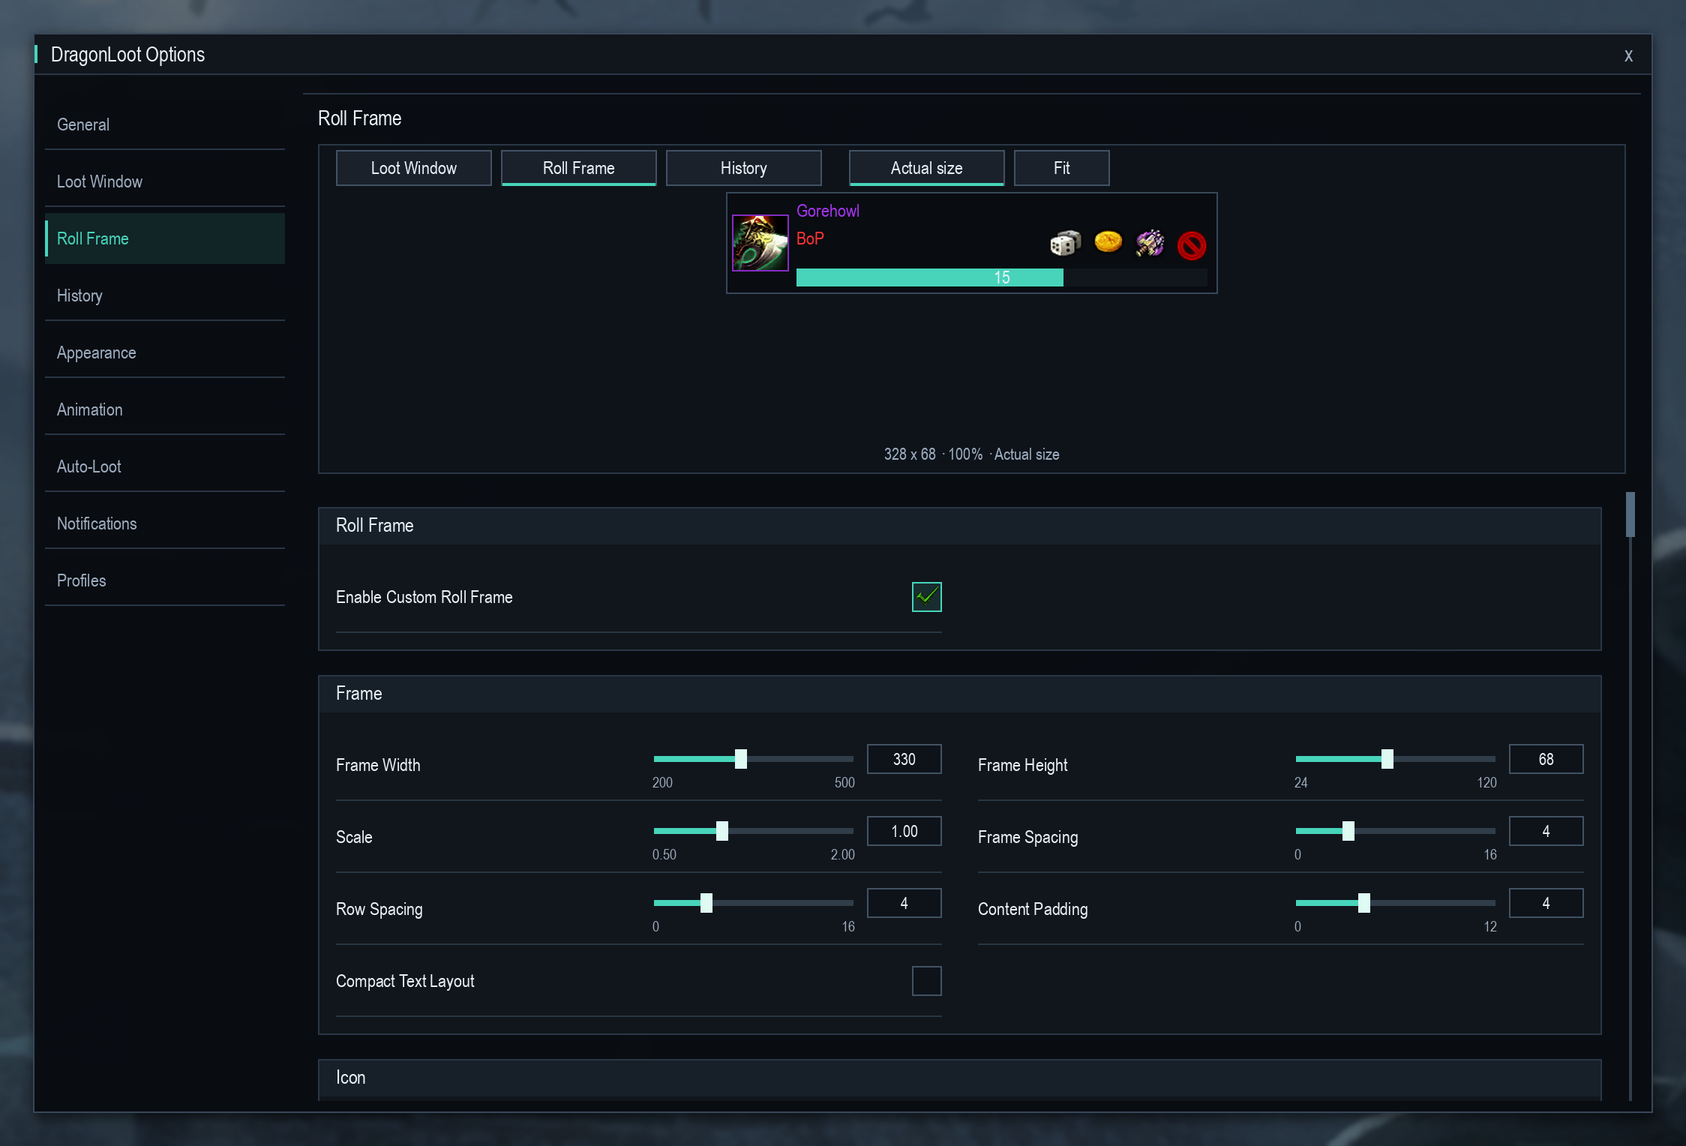 DragonLoot Options
x
General
Loot Window
Roll Frame
History
Appearance
Animation
Auto-Loot
Notifications
Profiles
Roll Frame
Loot Window
Roll Frame
History
Actual size
Fit
Gorehowl
BoP
15
328 x 68 · 100% · Actual size
Roll Frame
Enable Custom Roll Frame
Frame
Frame Width
330
200
500
Frame Height
68
24
120
Scale
1.00
0.50
2.00
Frame Spacing
4
0
16
Row Spacing
4
0
16
Content Padding
4
0
12
Compact Text Layout
Icon